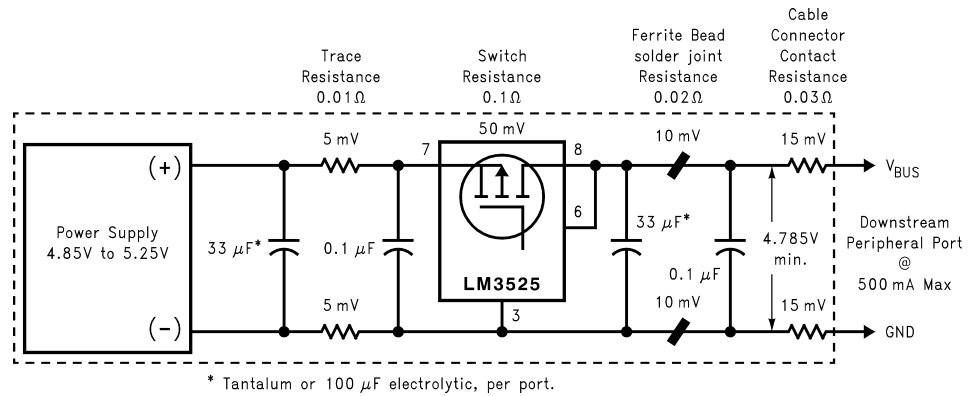 Trace
Resistance
0.01Ω
Switch
Resistance
0.1Ω
Ferrite Bead
solder joint
Resistance
0.02Ω
Cable
Connector
Contact
Resistance
0.03Ω
5 mV
50 mV
10 mV
15 mV
(+)
7
8
VBUS
6
Power Supply
4.85V to 5.25V
33 μF*
0.1 μF
33 μF*
0.1 μF
4.785V
min.
Downstream
Peripheral Port
@
500 mA Max
LM3525
5 mV
3
10 mV
15 mV
(-)
GND
* Tantalum or 100 μF electrolytic, per port.